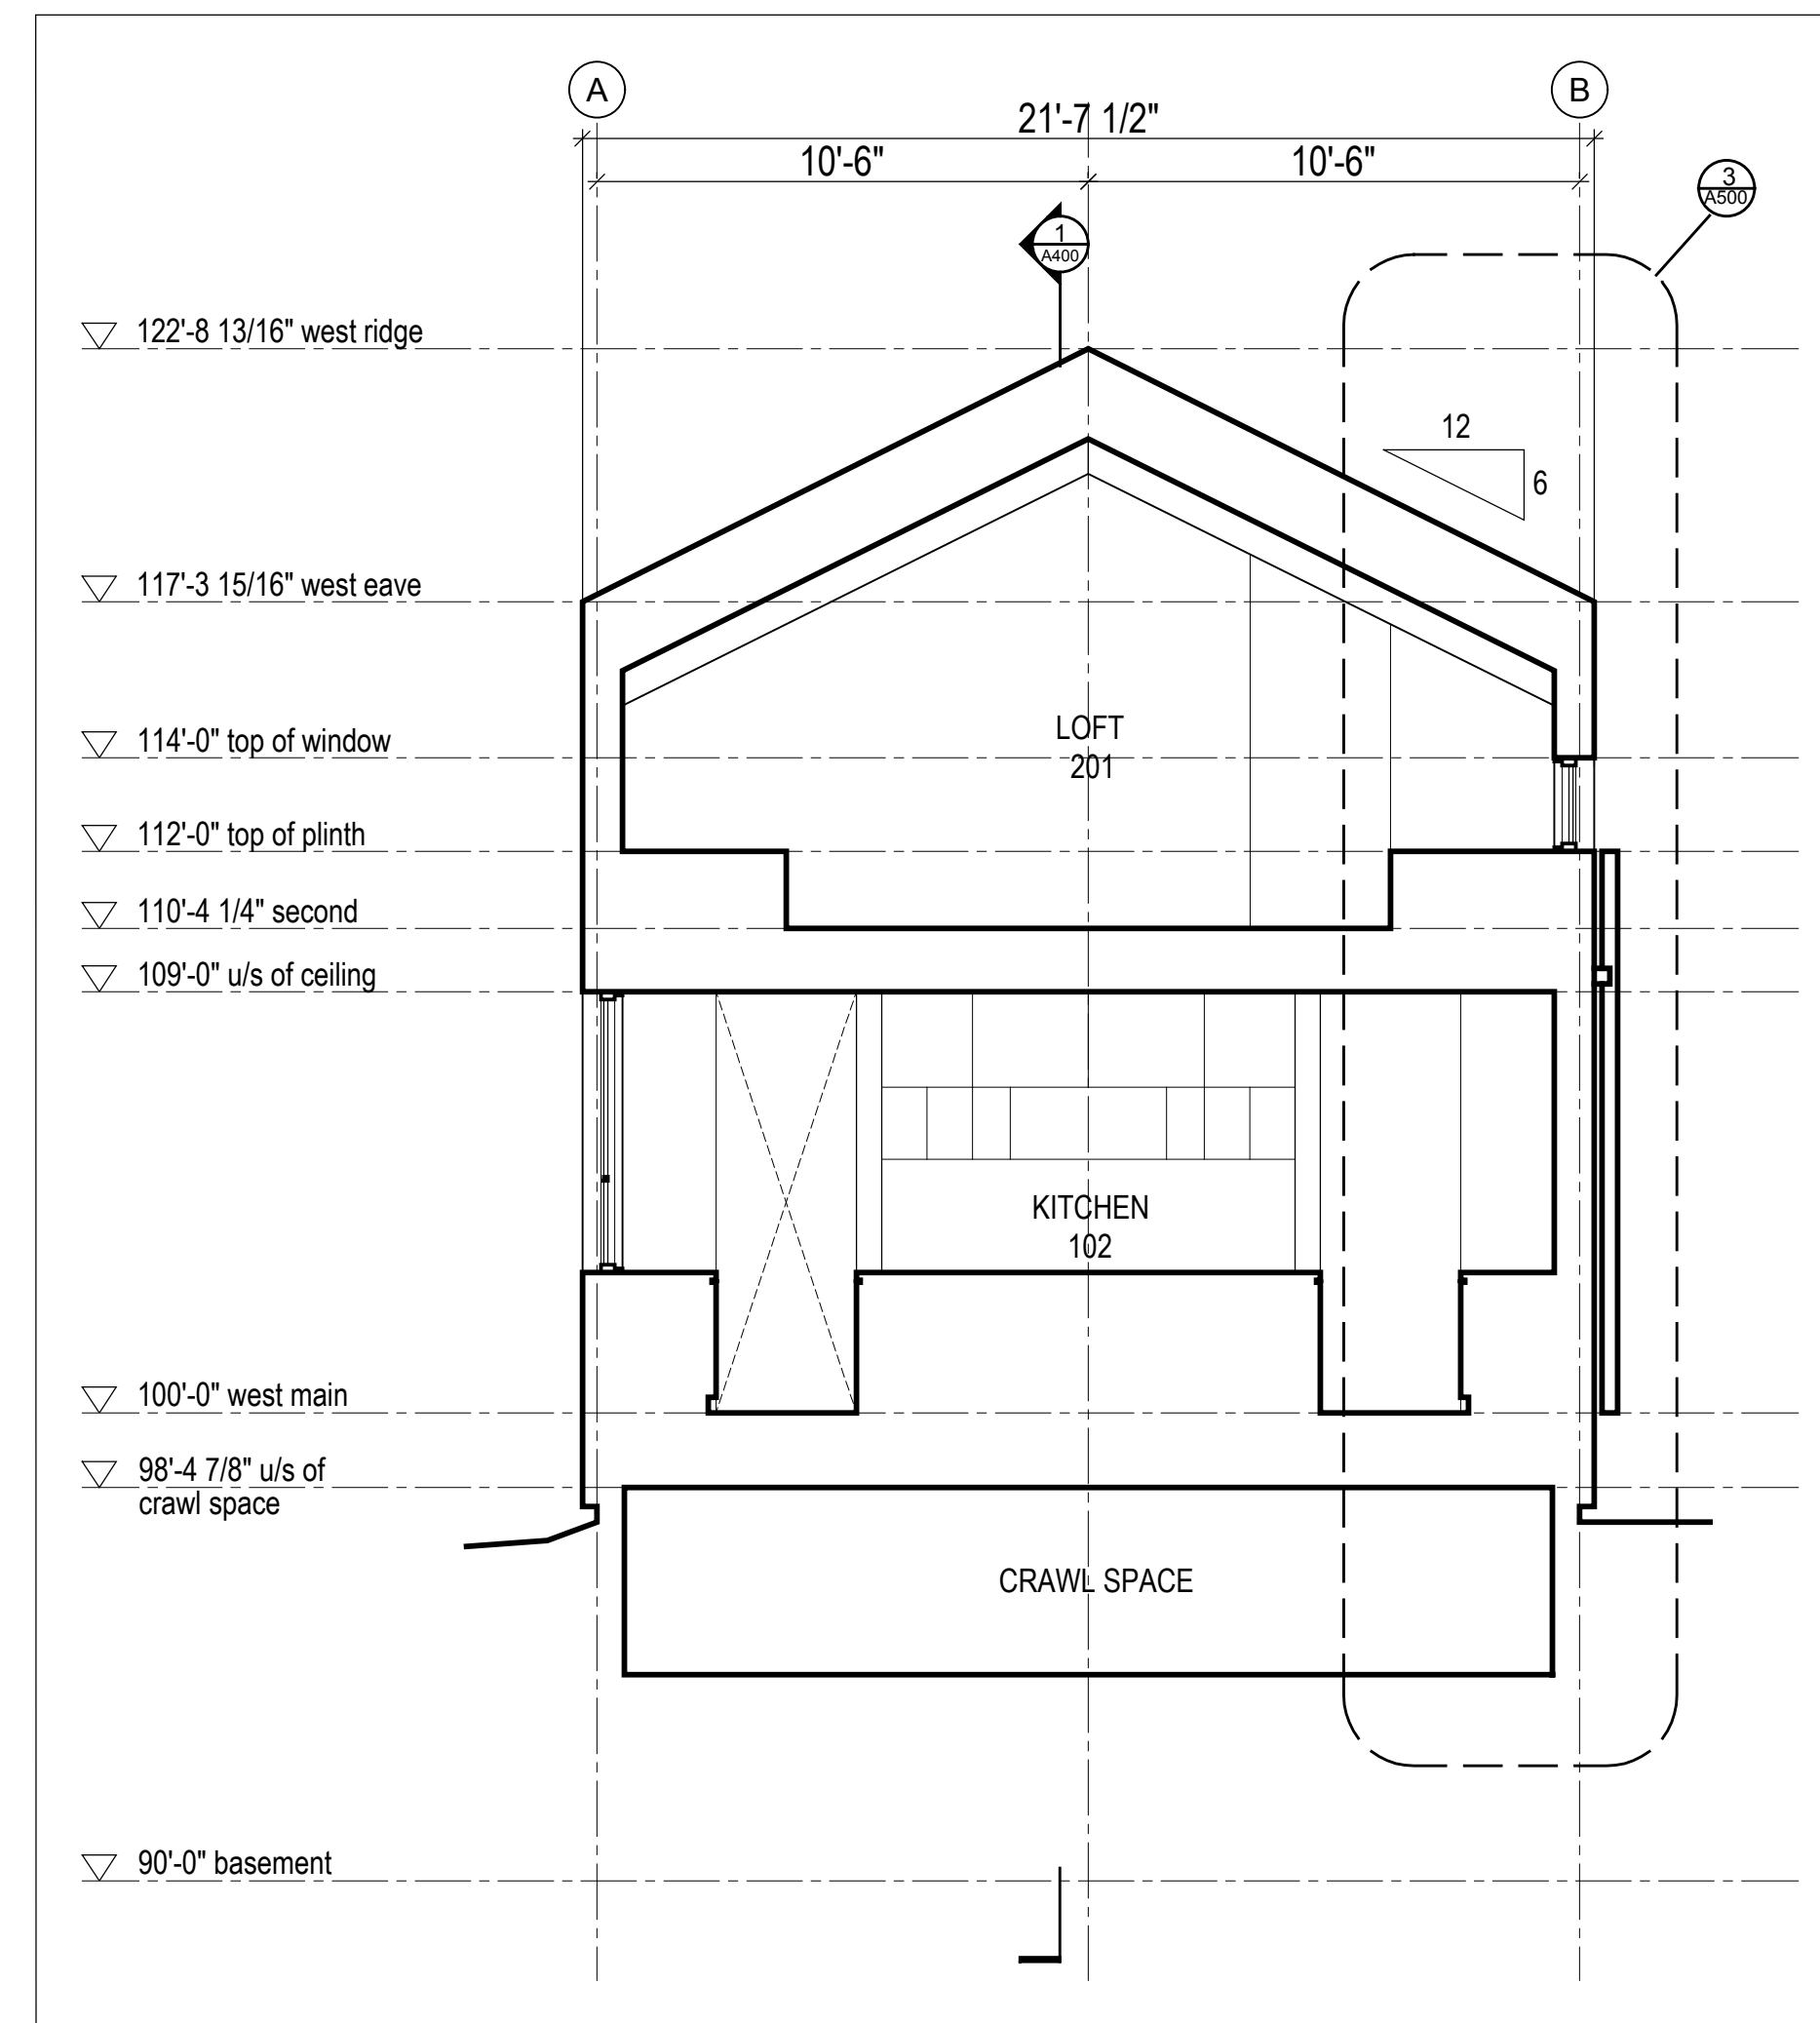 A
B
21'-7 1/2"
10'-6"
10'-6"
3
A500
1
A400
122'-8 13/16" west ridge
12
6
117'-3 15/16" west eave
114'-0" top of window
LOFT
201
112'-0" top of plinth
110'-4 1/4" second
109'-0" u/s of ceiling
KITCHEN
102
100'-0" west main
98'-4 7/8" u/s of
crawl space
CRAWL SPACE
90'-0" basement